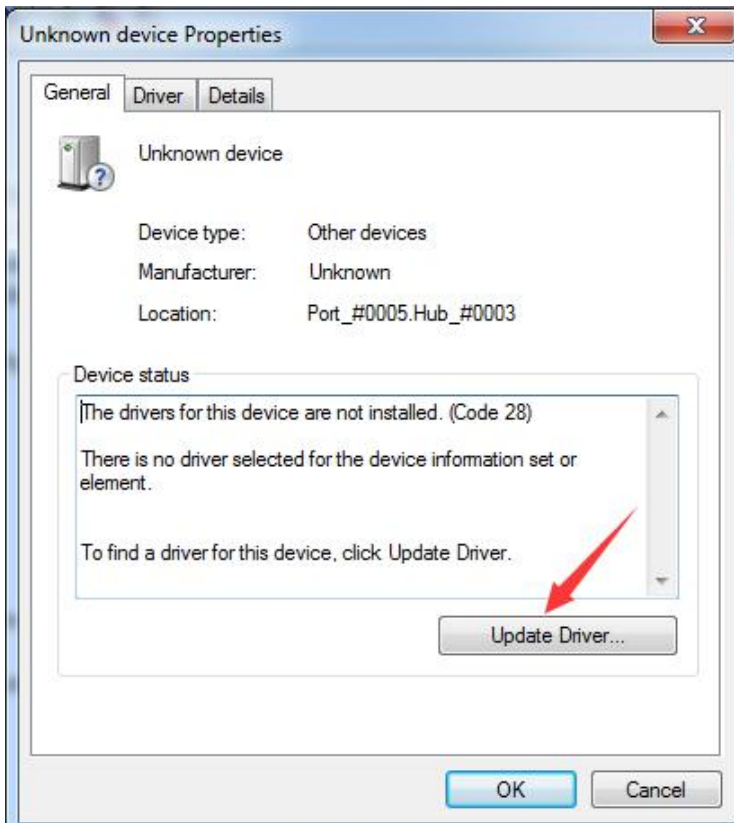 Unknown device Properties
General Driver Details
Unknown device
Device type: Other devices
Manufacturer: Unknown
Location: Port_#0005.Hub_#0003
Device status
The drivers for this device are not installed. (Code 28)
There is no driver selected for the device information set or
element.
To find a driver for this device, click Update Driver.
Update Driver...
OK Cancel